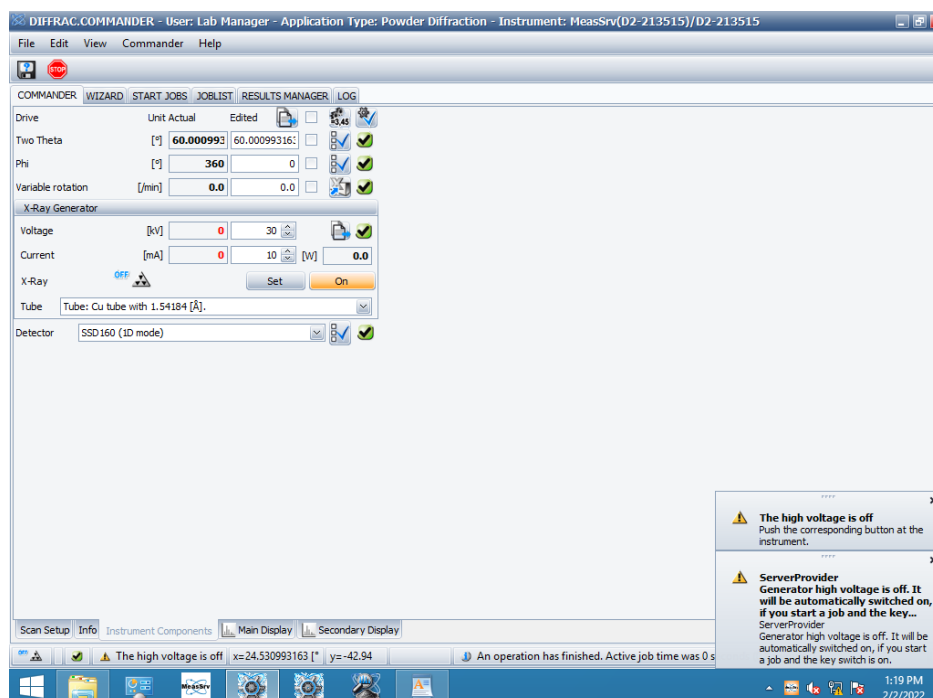 DIFFRAC.COMMANDER - User: Lab Manager - Application Type: Powder Diffraction - Instrument: MeasSrv(D2-213515)/D2-213515
File Edit View Commander Help
STOP
COMMANDER WIZARD START JOBS JOBLIST RESULTS MANAGER LOG
Drive Unit Actual Edited =3,45
Two Theta [°] 60.000993 60.000993163
Phi [°] 360 0
Variable rotation [/min] 0.0 0.0
X-Ray Generator
Voltage [kV] 0 30
Current [mA] 0 10 [W] 0.0
X-Ray OFF Set On
Tube Tube: Cu tube with 1.54184 [Å].
Detector SSD160 (1D mode)
The high voltage is off
Push the corresponding button at the
instrument.
ServerProvider
Generator high voltage is off. It
will be automatically switched on,
if you start a job and the key...
ServerProvider
Generator high voltage is off. It will be
automatically switched on, if you start
a job and the key switch is on.
Scan Setup Info Instrument Components Main Display Secondary Display
OFF The high voltage is off x=24.530993163 [° y=-42.94 An operation has finished. Active job time was 0 s
MeasSrv 1:19 PM
2/2/2022